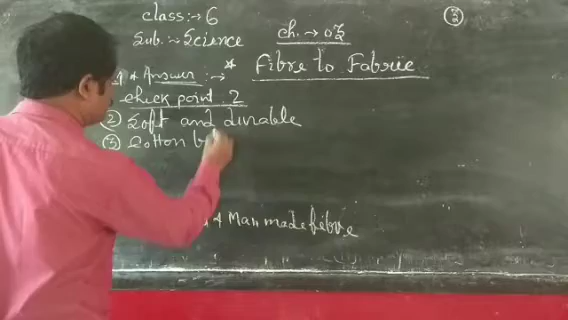 class:→ 6
Sub. :→ Science
ch. → 03
Fibre to Fabric
& Answer :→ *
Check point. 2
② Soft and durable
③ Cotton b
& Man made fibre